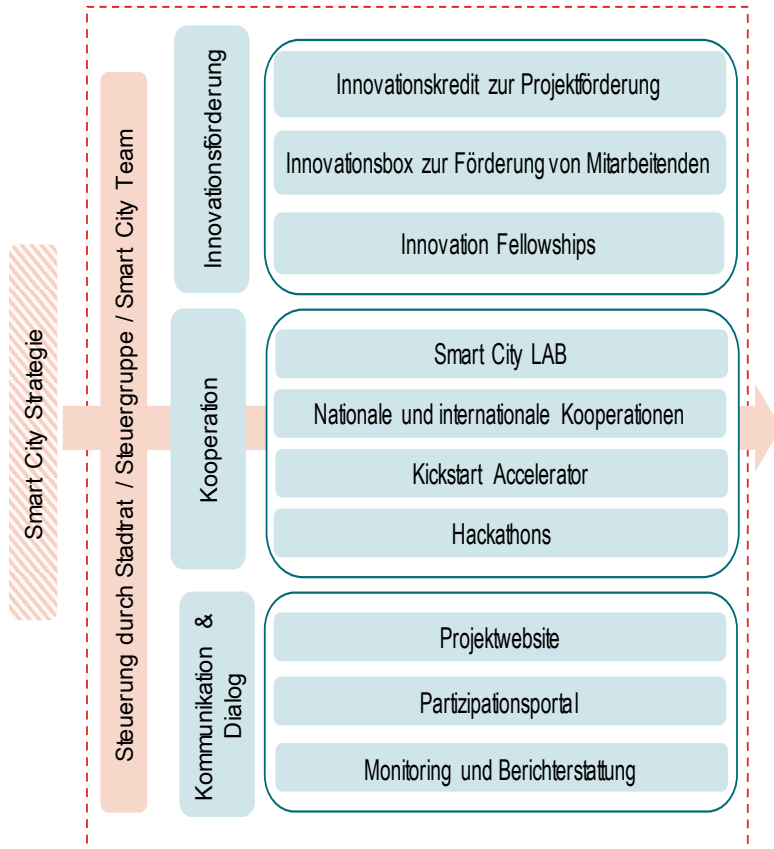 Smart City Strategie
Steuerung durch Stadtrat / Steuergruppe / Smart City Team
Innovationsförderung
Innovationskredit zur Projektförderung
Innovationsbox zur Förderung von Mitarbeitenden
Innovation Fellowships
Kooperation
Smart City LAB
Nationale und internationale Kooperationen
Kickstart Accelerator
Hackathons
Kommunikation &
Dialog
Projektwebsite
Partizipationsportal
Monitoring und Berichterstattung